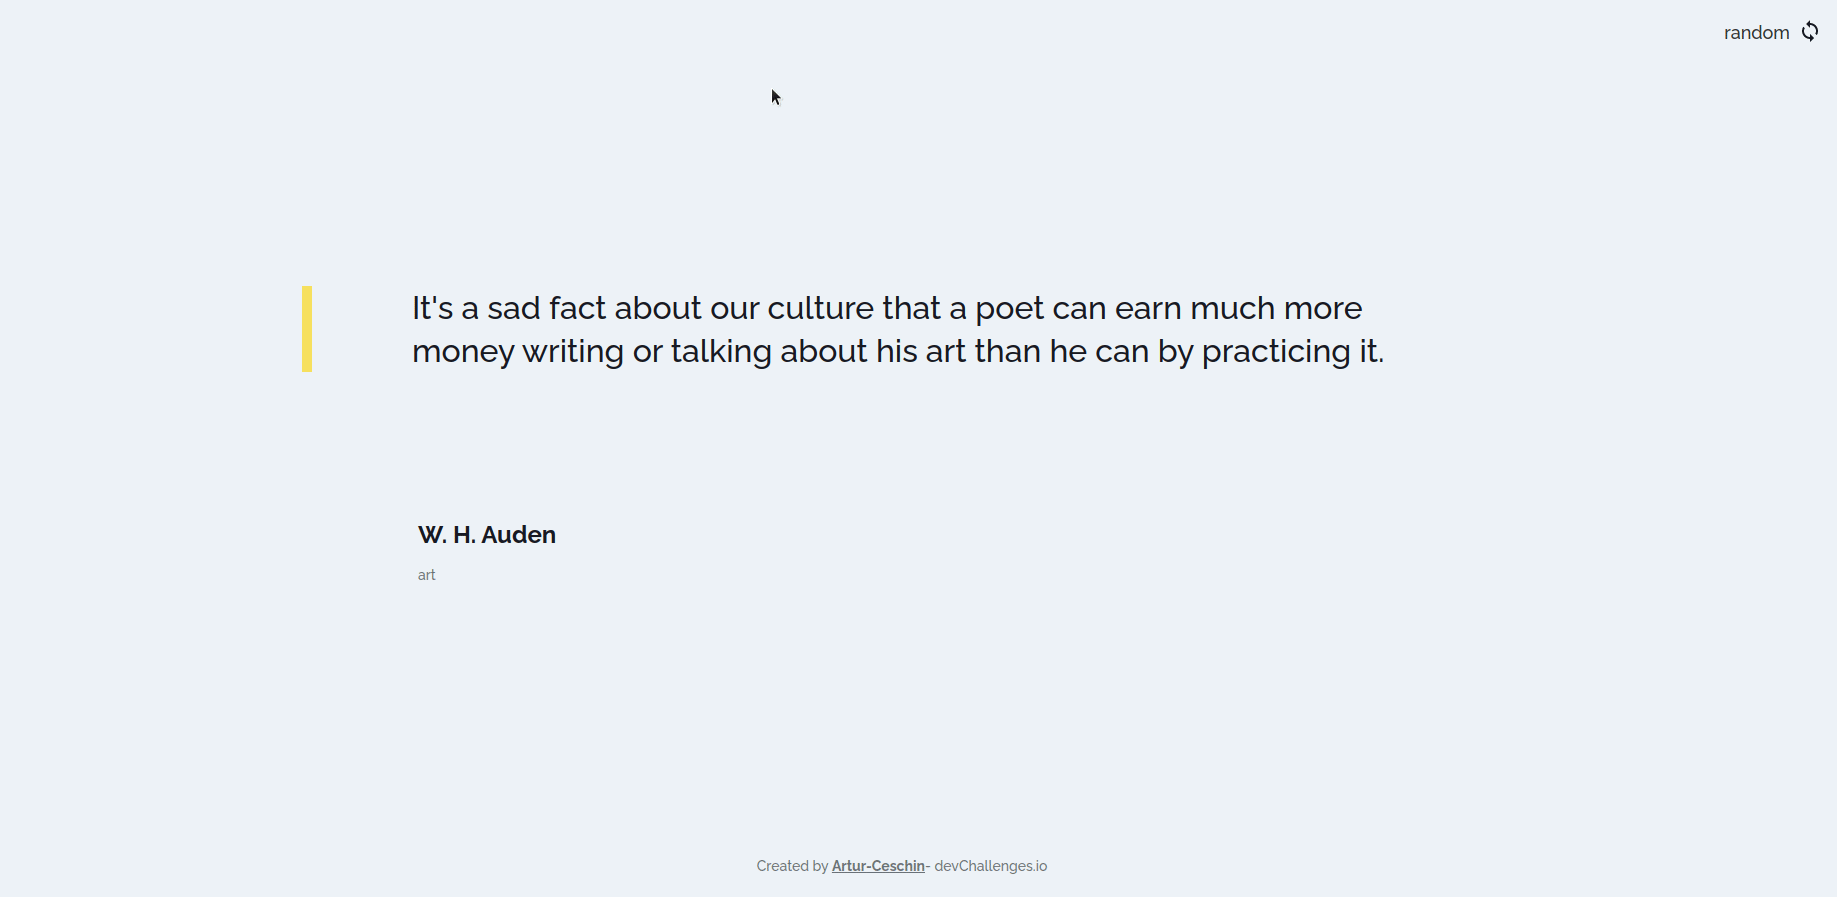 random
It's a sad fact about our culture that a poet can earn much more
money writing or talking about his art than he can by practicing it.
W. H. Auden
art
Created by Artur-Ceschin- devChallenges.io